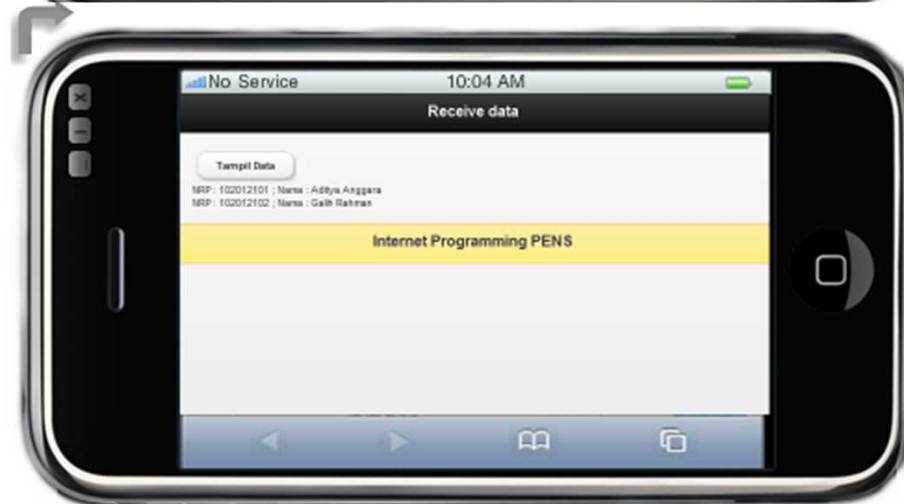 No Service 10:04 AM
Receive data
Tampil Data
NRP : 102012101 ; Nama : Aditya Anggara
NRP : 102012102 ; Nama : Galih Rahman
Internet Programming PENS